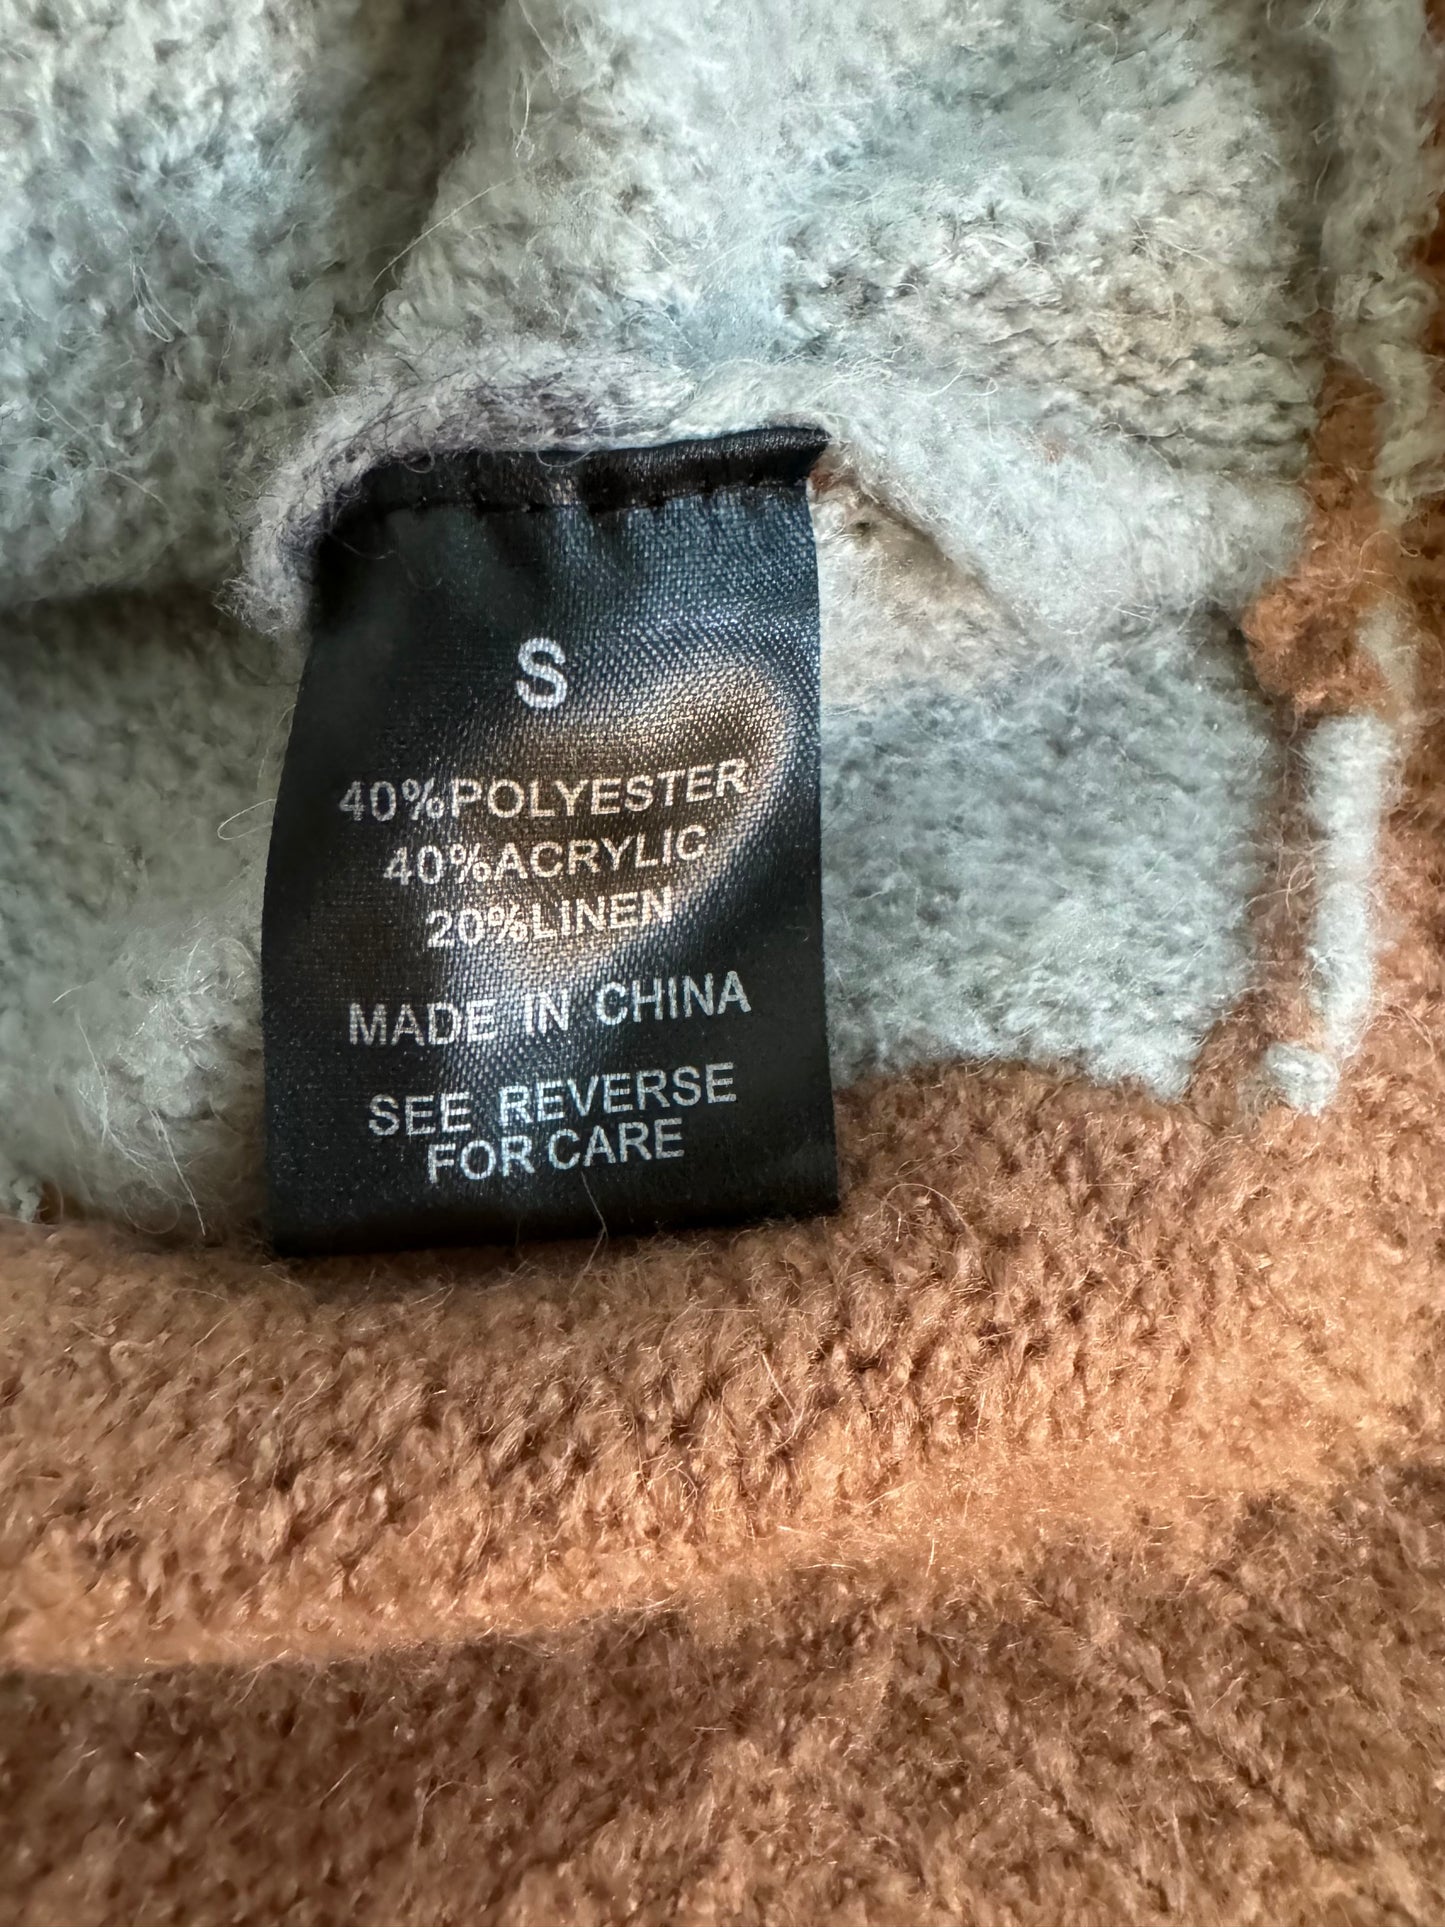 S
40%POLYESTER
40%ACRYLIC
20%LINEN
MADE IN CHINA
SEE REVERSE
FOR CARE